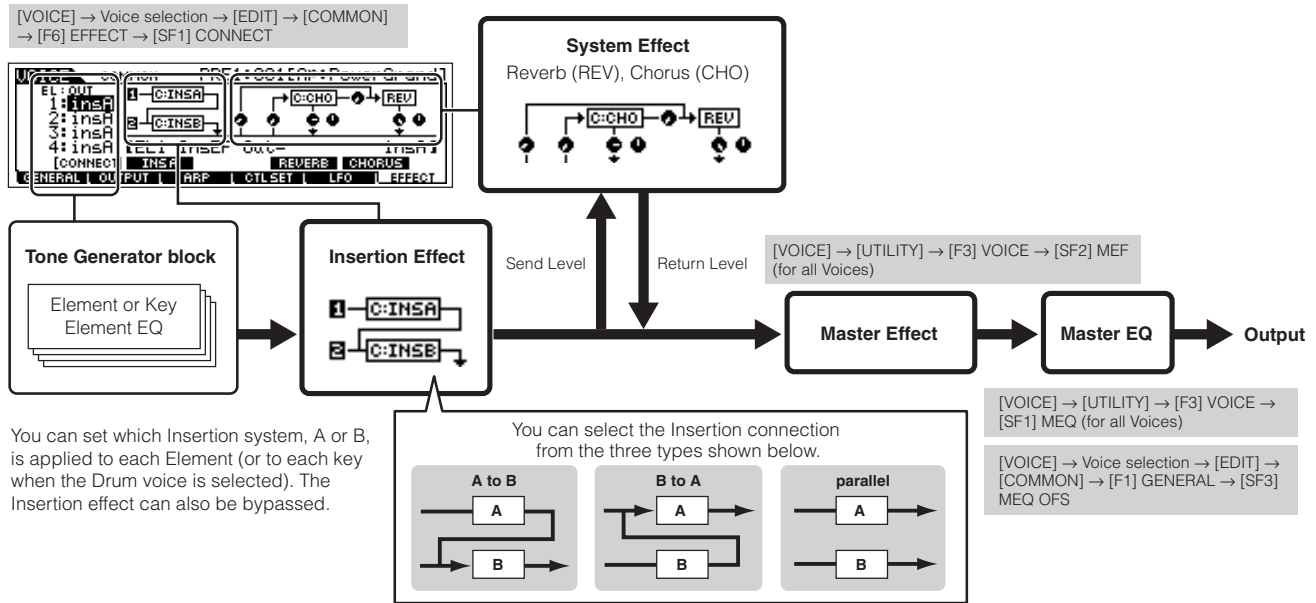 [VOICE] → Voice selection → [EDIT] → [COMMON]
→ [F6] EFFECT → [SF1] CONNECT
System Effect
Reverb (REV), Chorus (CHO)
C:CHO
REV
EL:OUT
1:insA
2:insA
3:insA
4:insA
C:INSA
C:INSB
C:CHO
REV
[CONNECT]
REVERB
CHORUS
GENERAL
ARP
CTLSET
LFO
EFFECT
Tone Generator block
Element or Key
Element EQ
Insertion Effect
1
C:INSA
2
C:INSB
Send Level
Return Level
[VOICE] → [UTILITY] → [F3] VOICE → [SF2] MEF
(for all Voices)
Master Effect
Master EQ
Output
[VOICE] → [UTILITY] → [F3] VOICE →
[SF1] MEQ (for all Voices)
[VOICE] → Voice selection → [EDIT] →
[COMMON] → [F1] GENERAL → [SF3]
MEQ OFS
You can set which Insertion system, A or B,
is applied to each Element (or to each key
when the Drum voice is selected). The
Insertion effect can also be bypassed.
You can select the Insertion connection
from the three types shown below.
A to B
A
B
B to A
A
B
parallel
A
B